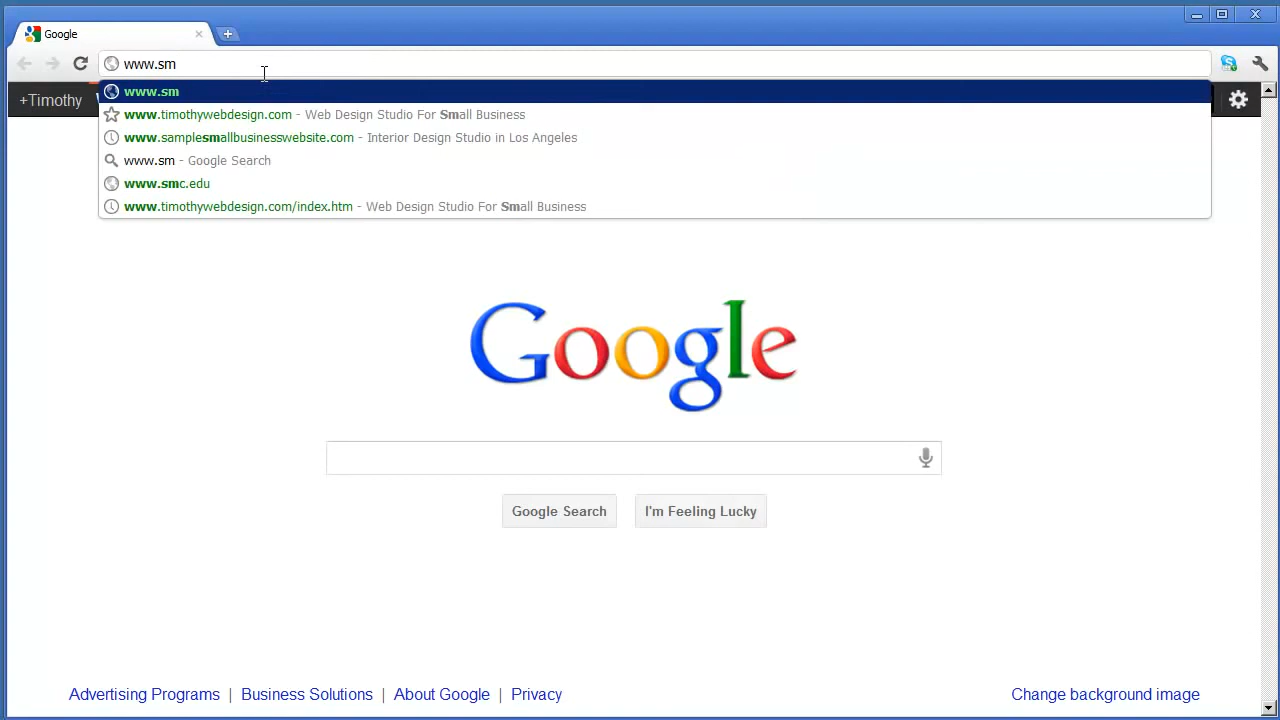 Google
www.sm
www.sm
www.timothywebdesign.com - Web Design Studio For Small Business
www.samplesmallbusinesswebsite.com - Interior Design Studio in Los Angeles
www.sm - Google Search
www.smc.edu
www.timothywebdesign.com/index.htm - Web Design Studio For Small Business
+Timothy
Google
Google Search
I'm Feeling Lucky
Advertising Programs | Business Solutions | About Google | Privacy
Change background image